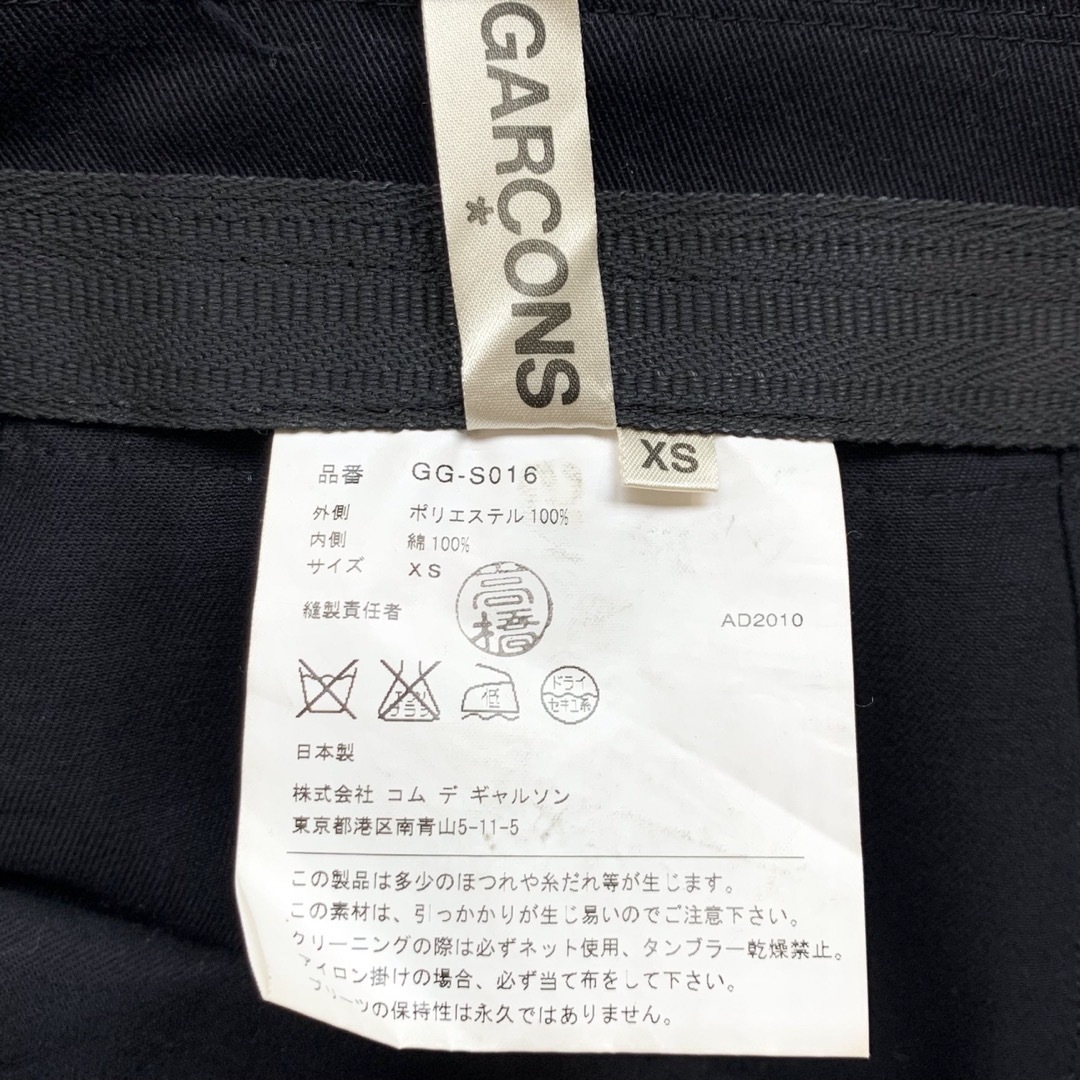 GARCONS
*
XS
品番 GG-S016
外側 ポリエステル100%
内側 綿100%
サイズ XS
縫製責任者 高橋 AD2010
エンソ
ブラシ
低
ドライ
セキユ系
日本製
株式会社 コム デ ギャルソン
東京都港区南青山5-11-5
この製品は多少のほつれや糸だれ等が生じます。
この素材は、引っかかりが生じ易いのでご注意下さい。
クリーニングの際は必ずネット使用、タンブラー乾燥禁止。
アイロン掛けの場合、必ず当て布をして下さい。
プリーツの保持性は永久ではありません。